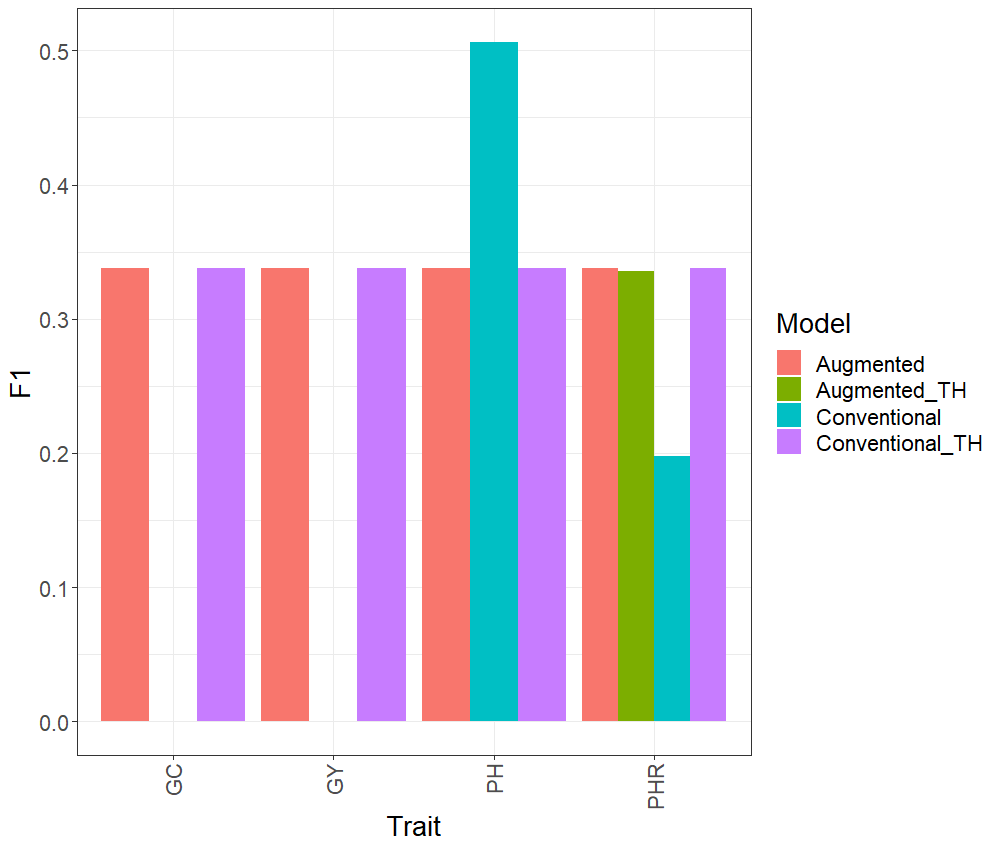 F1
0.5
0.4
0.3
0.2
0.1
0.0
GC
GY
PH
PHR
Trait
Model
Augmented
Augmented_TH
Conventional
Conventional_TH